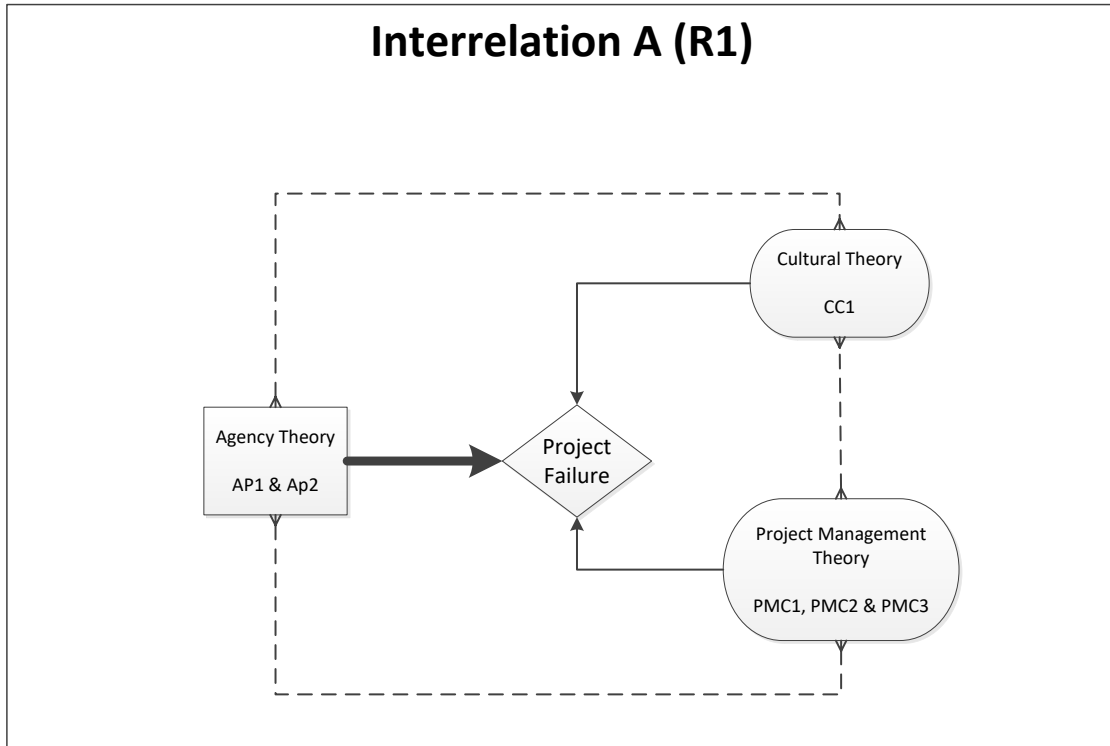 Interrelation A (R1)
Cultural Theory
CC1
Agency Theory
AP1 & Ap2
Project
Failure
Project Management
Theory
PMC1, PMC2 & PMC3